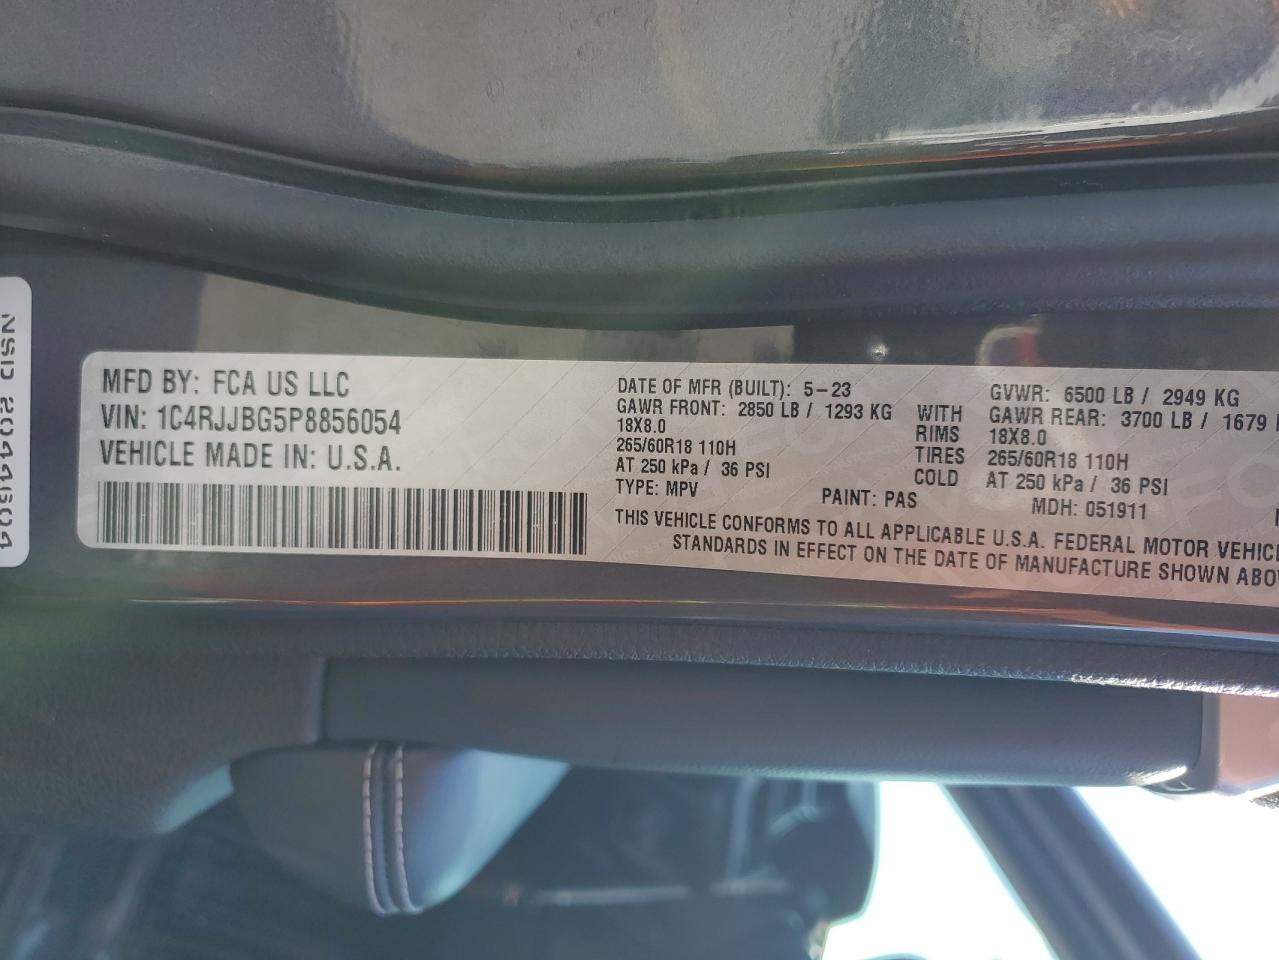 MFD BY: FCA US LLC
VIN: 1C4RJJBG5P8856054
VEHICLE MADE IN: U.S.A.
DATE OF MFR (BUILT): 5-23
GAWR FRONT: 2850 LB / 1293 KG
18X8.0
265/60R18 110H
AT 250 kPa / 36 PSI
TYPE: MPV
PAINT: PAS
WITH
RIMS
TIRES
COLD
GVWR: 6500 LB / 2949 KG
GAWR REAR: 3700 LB / 1679
18X8.0
265/60R18 110H
AT 250 kPa / 36 PSI
MDH: 051911
THIS VEHICLE CONFORMS TO ALL APPLICABLE U.S.A. FEDERAL MOTOR VEHIC
STANDARDS IN EFFECT ON THE DATE OF MANUFACTURE SHOWN ABO